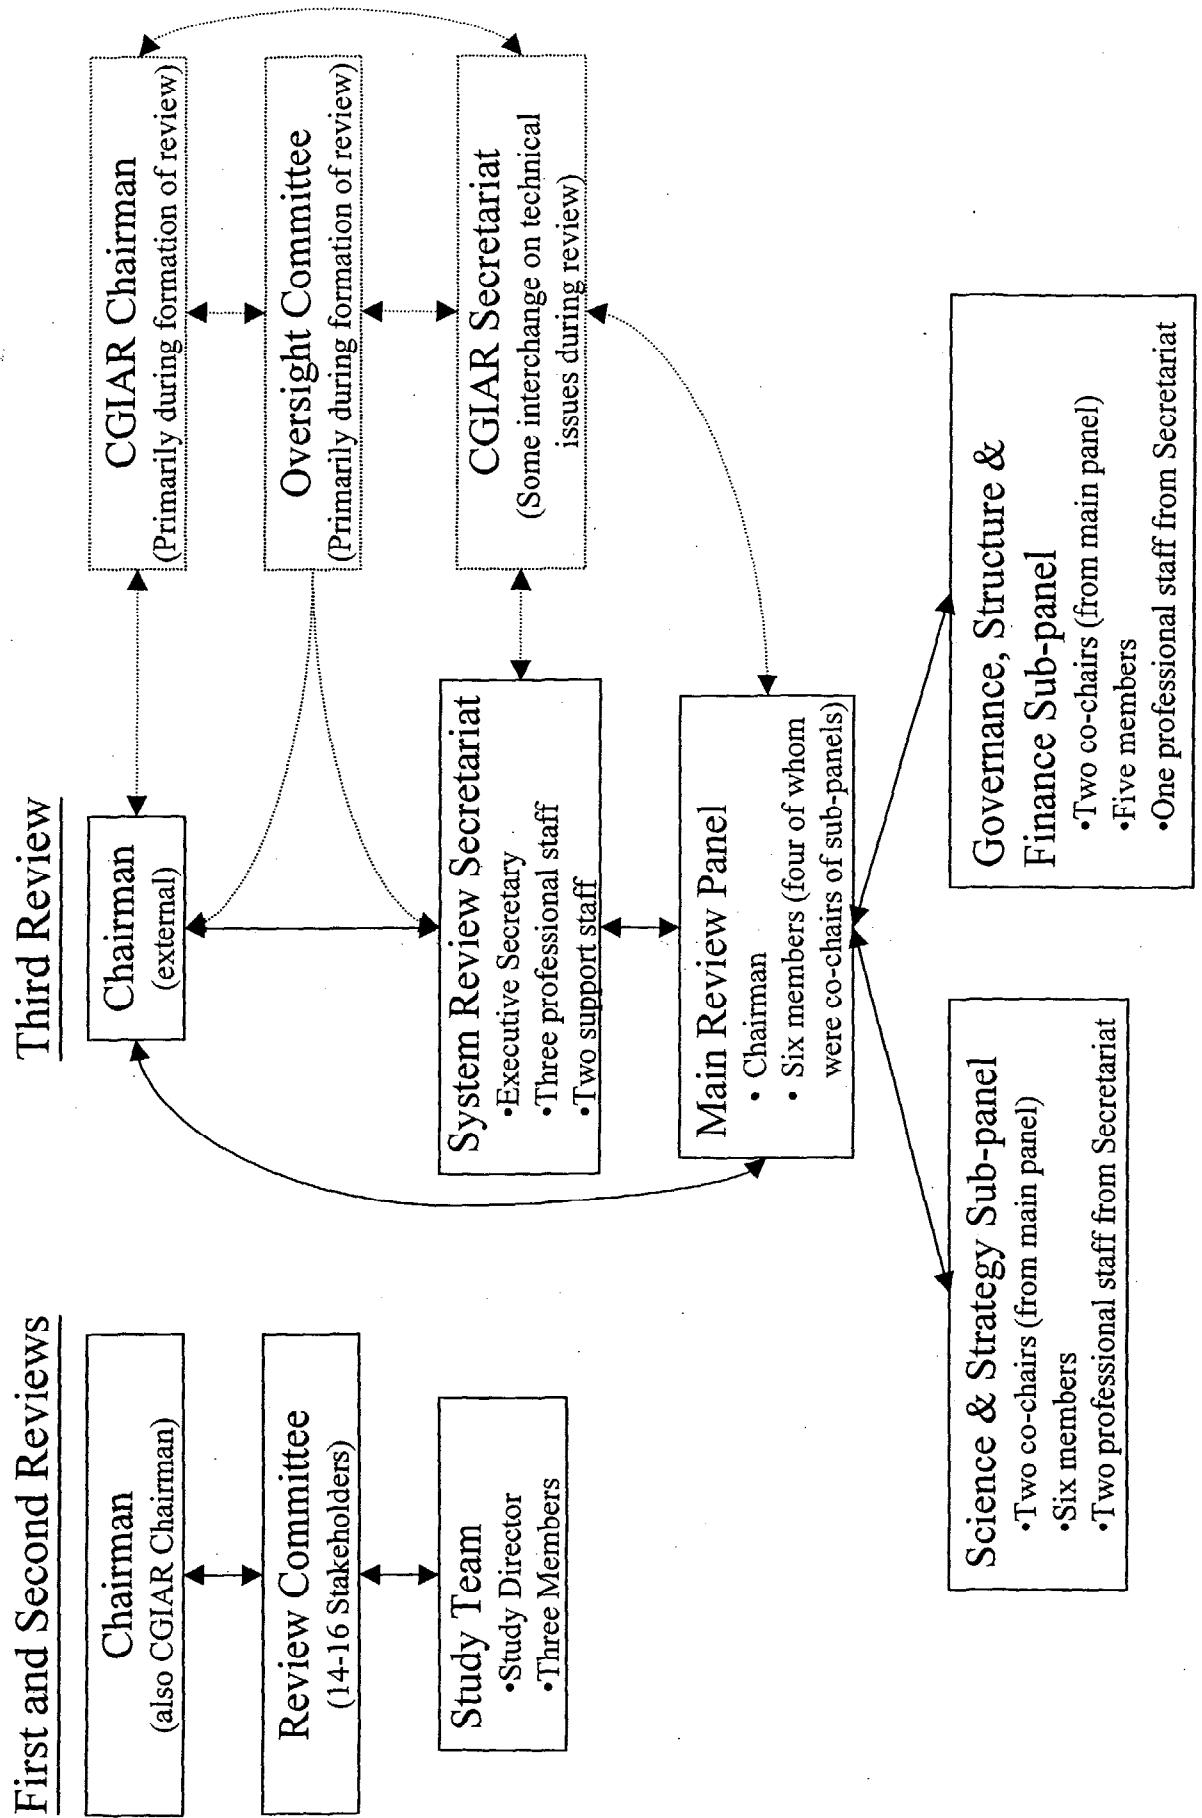 First and Second Reviews
Chairman
(also CGIAR Chairman)
Review Committee
(14-16 Stakeholders)
Study Team
•Study Director
•Three Members
Third Review
Chairman
(external)
System Review Secretariat
•Executive Secretary
•Three professional staff
•Two support staff
Main Review Panel
• Chairman
• Six members (four of whom
were co-chairs of sub-panels)
Science & Strategy Sub-panel
•Two co-chairs (from main panel)
•Six members
•Two professional staff from Secretariat
Governance, Structure &
Finance Sub-panel
•Two co-chairs (from main panel)
•Five members
•One professional staff from Secretariat
CGIAR Chairman
(Primarily during formation of review)
Oversight Committee
(Primarily during formation of review)
CGIAR Secretariat
(Some interchange on technical
issues during review)